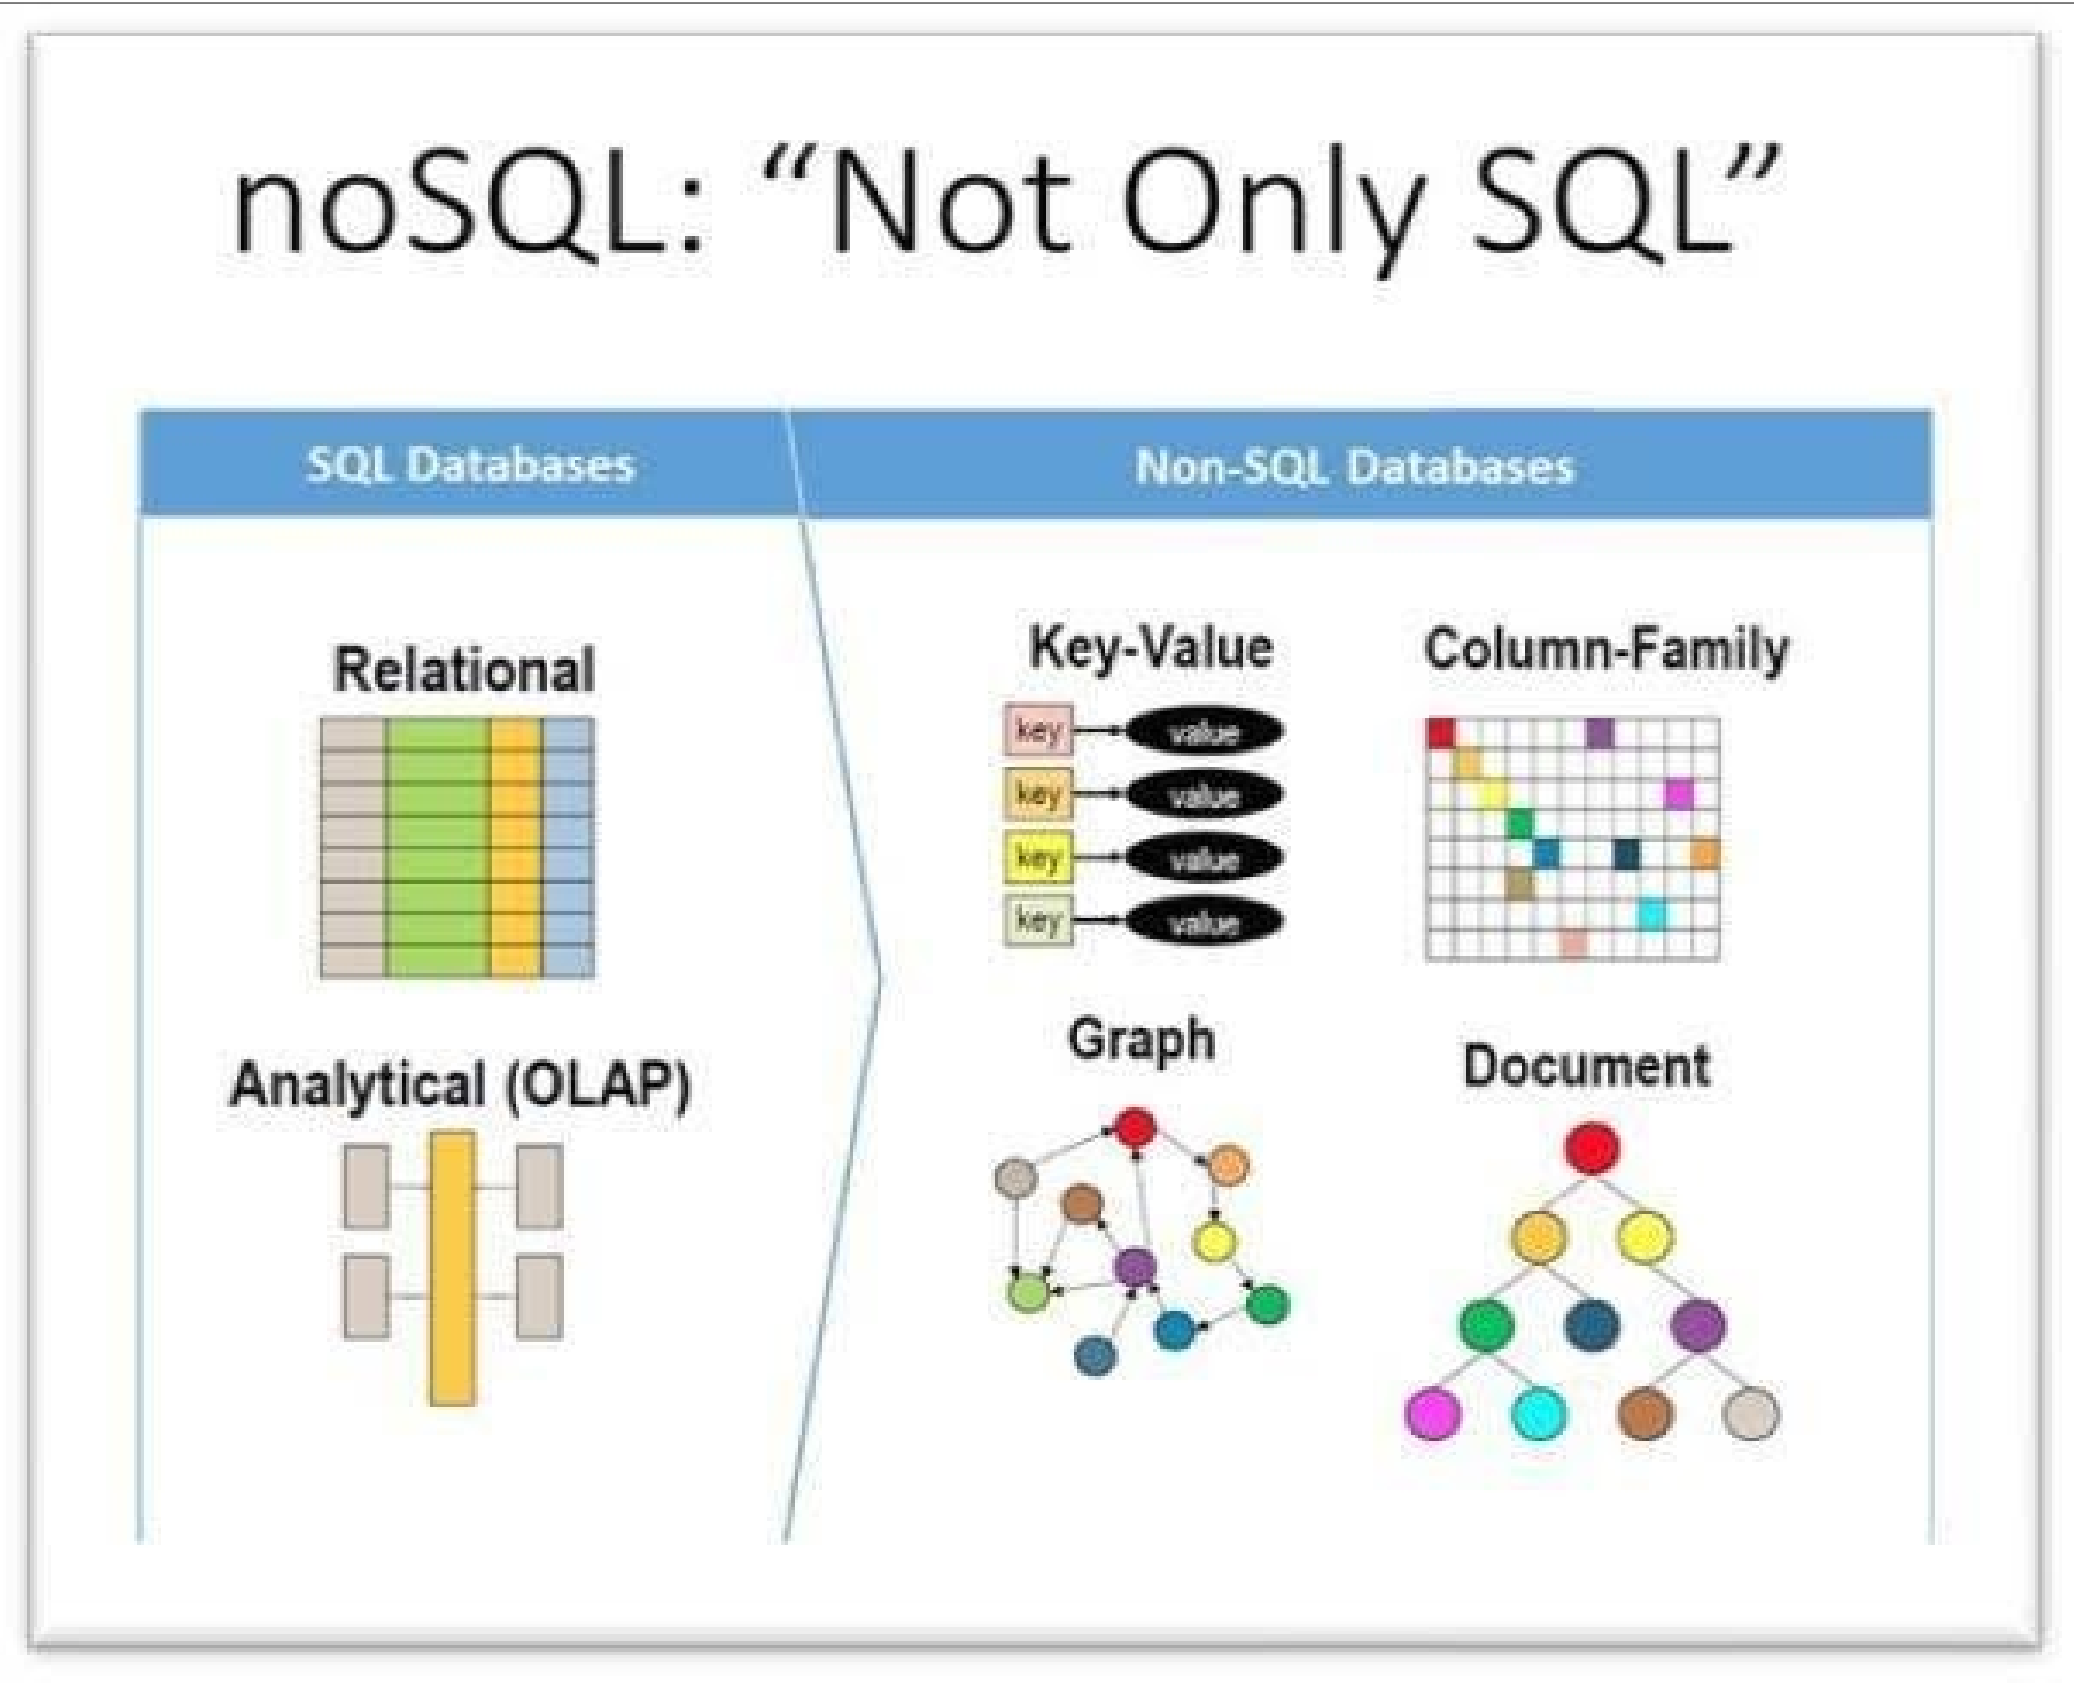 noSQL: “Not Only SQL”
SQL Databases
Non-SQL Databases
Relational
Analytical (OLAP)
Key-Value
key value
key value
key value
key value
Column-Family
Graph
Document